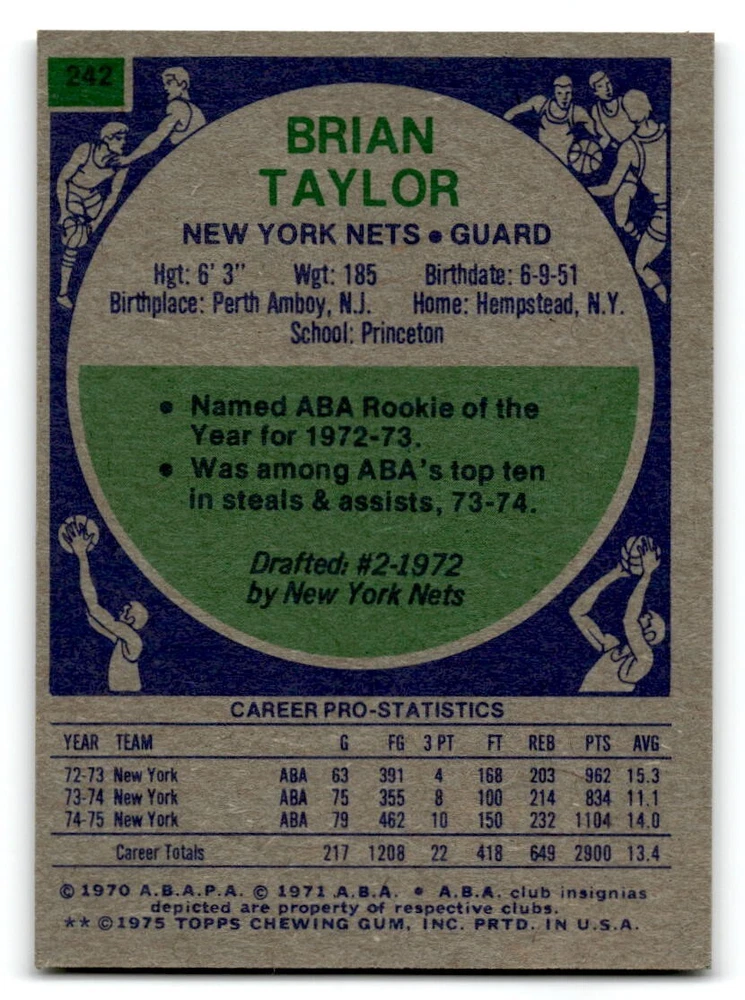 242
BRIAN
TAYLOR
NEW YORK NETS • GUARD
Hgt: 6' 3" Wgt: 185 Birthdate: 6-9-51
Birthplace: Perth Amboy, N.J. Home: Hempstead, N.Y.
School: Princeton
• Named ABA Rookie of the
Year for 1972-73.
• Was among ABA's top ten
in steals & assists, 73-74.
Drafted: #2-1972
by New York Nets
CAREER PRO-STATISTICS
YEAR TEAM G FG 3 PT FT REB PTS AVG
72-73 New York ABA 63 391 4 168 203 962 15.3
73-74 New York ABA 75 355 8 100 214 834 11.1
74-75 New York ABA 79 462 10 150 232 1104 14.0
Career Totals 217 1208 22 418 649 2900 13.4
© 1970 A.B.A.P.A. © 1971 A.B.A. • A.B.A. club insignias
depicted are property of respective clubs.
** © 1975 TOPPS CHEWING GUM, INC. PRTD. IN U.S.A.